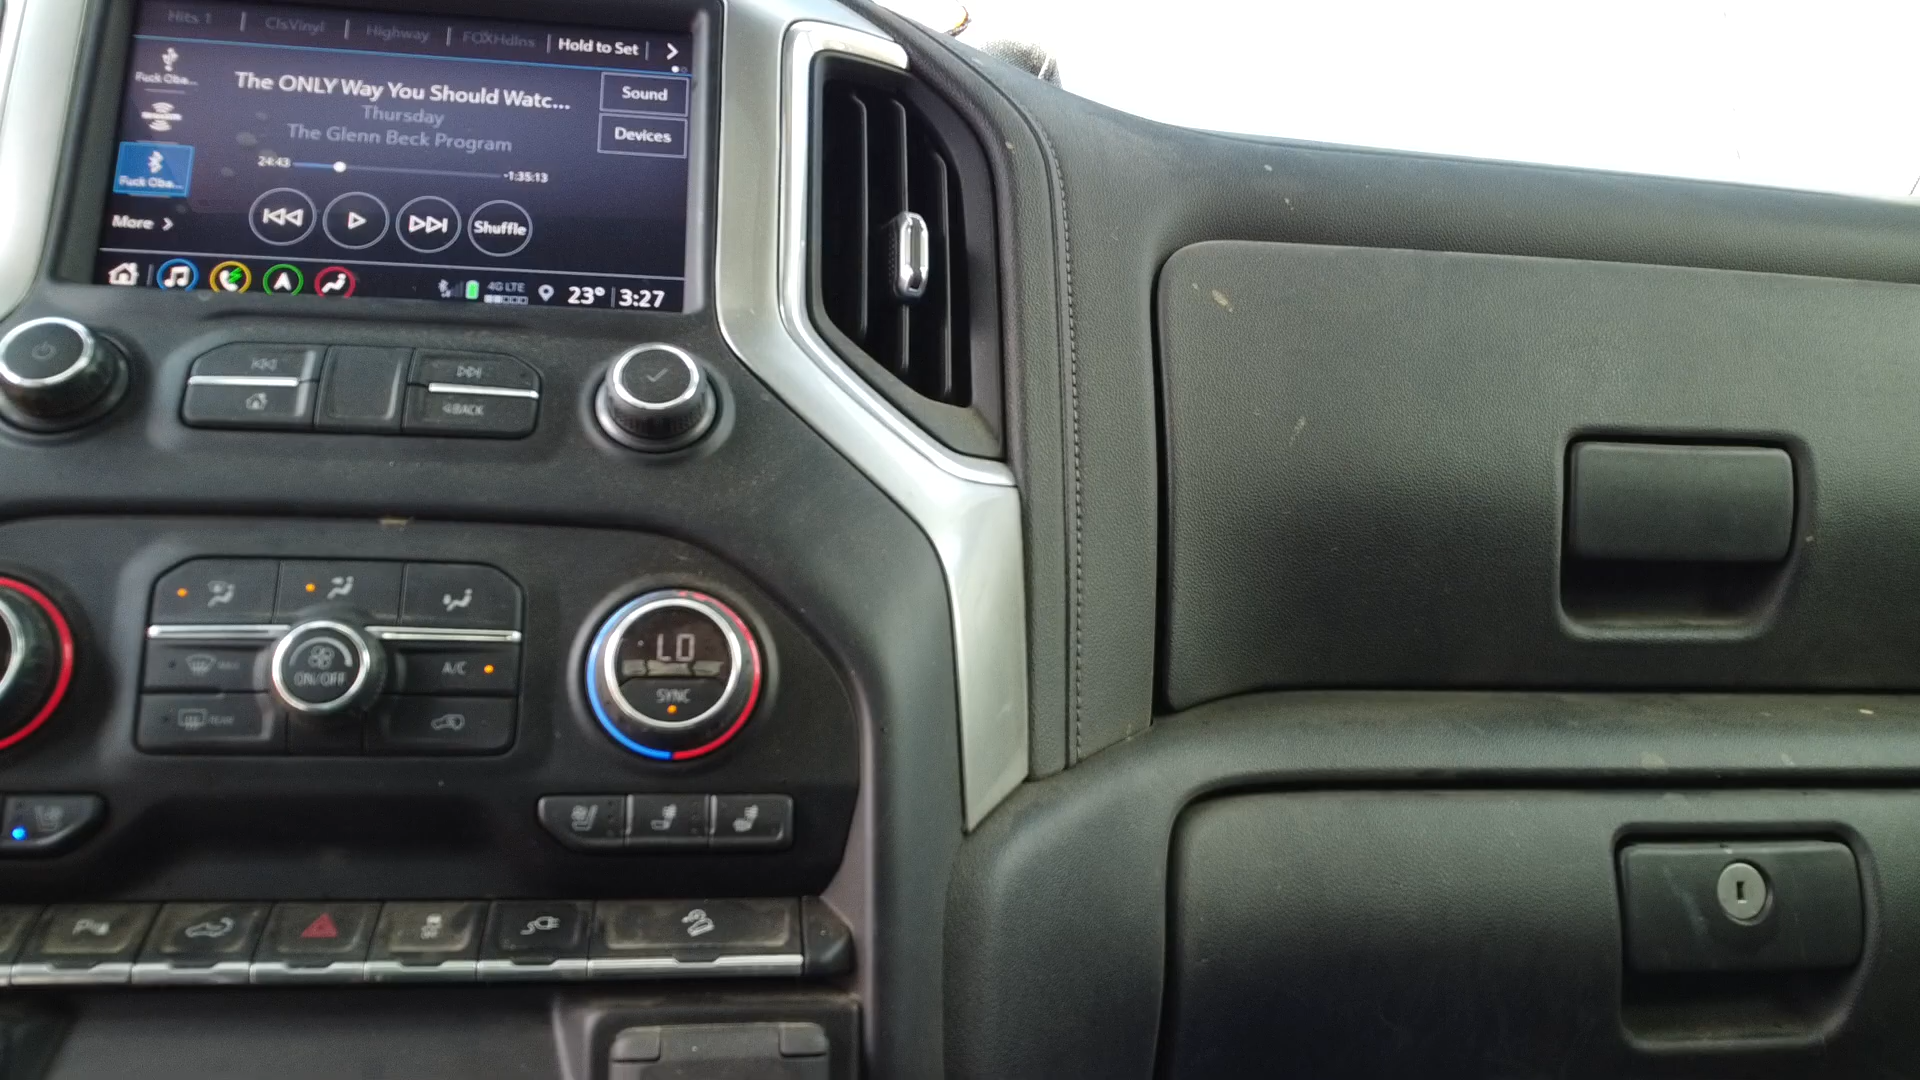 Hits 1 | ClsVinyl | Highway | FOXHdlns | Hold to Set
Fuck Oba...
The ONLY Way You Should Watc...
Thursday
The Glenn Beck Program
Sound
Devices
24:43
-1:35:13
Fuck Oba...
More
Shuffle
4G LTE
23° 3:27
BACK
LO
SYNC
MAX
ON/OFF
A/C
REAR